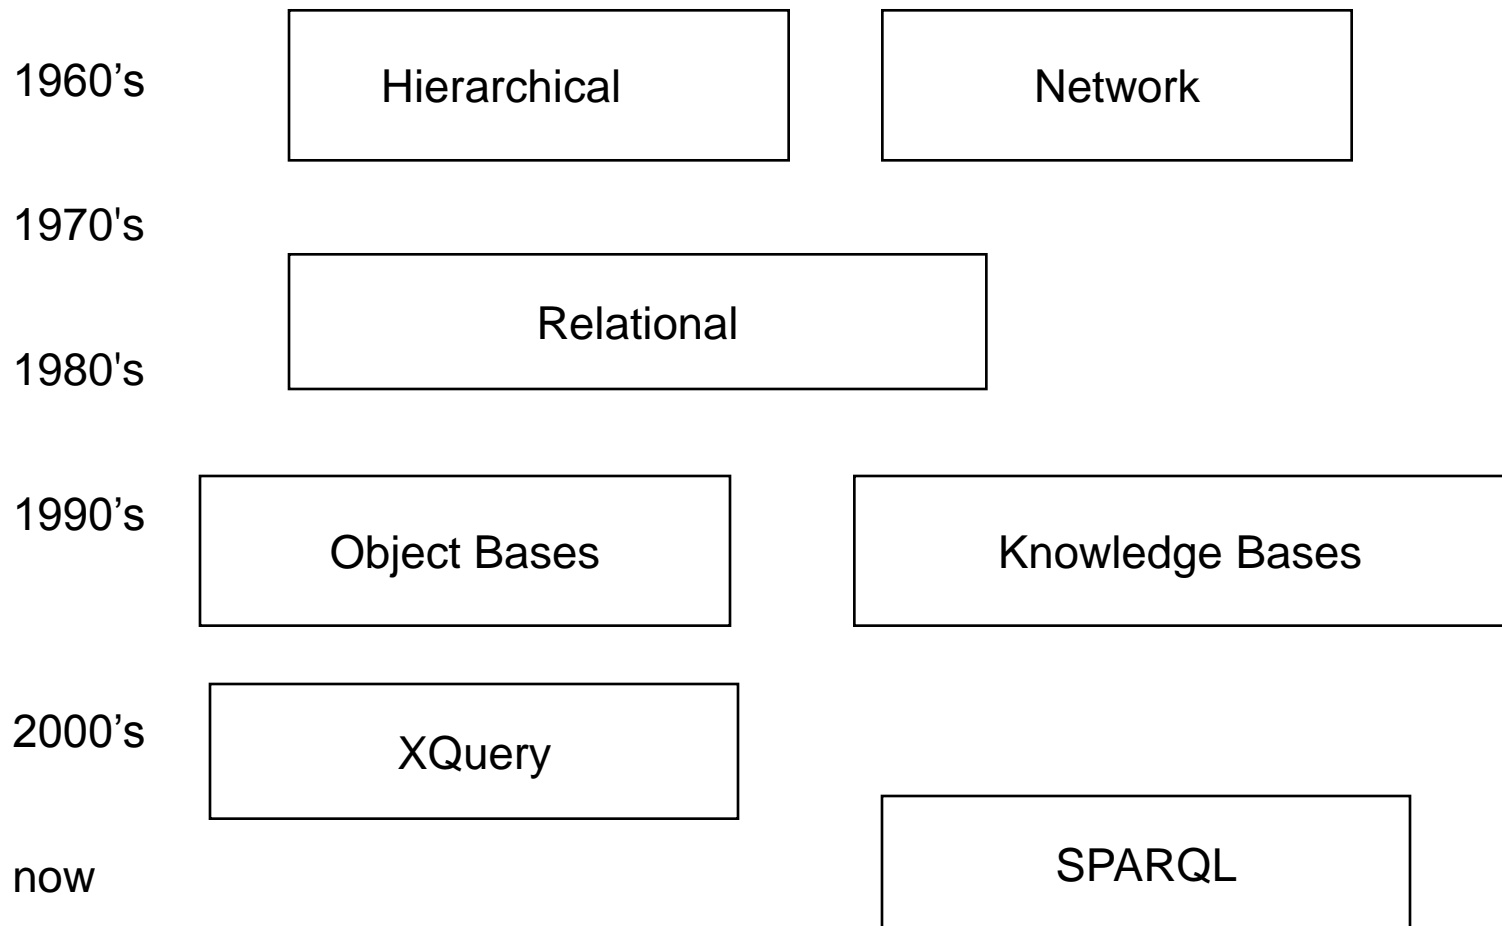 1960’s
Hierarchical
Network
1970's
Relational
1980's
1990’s
Object Bases
Knowledge Bases
2000’s
XQuery
SPARQL
now